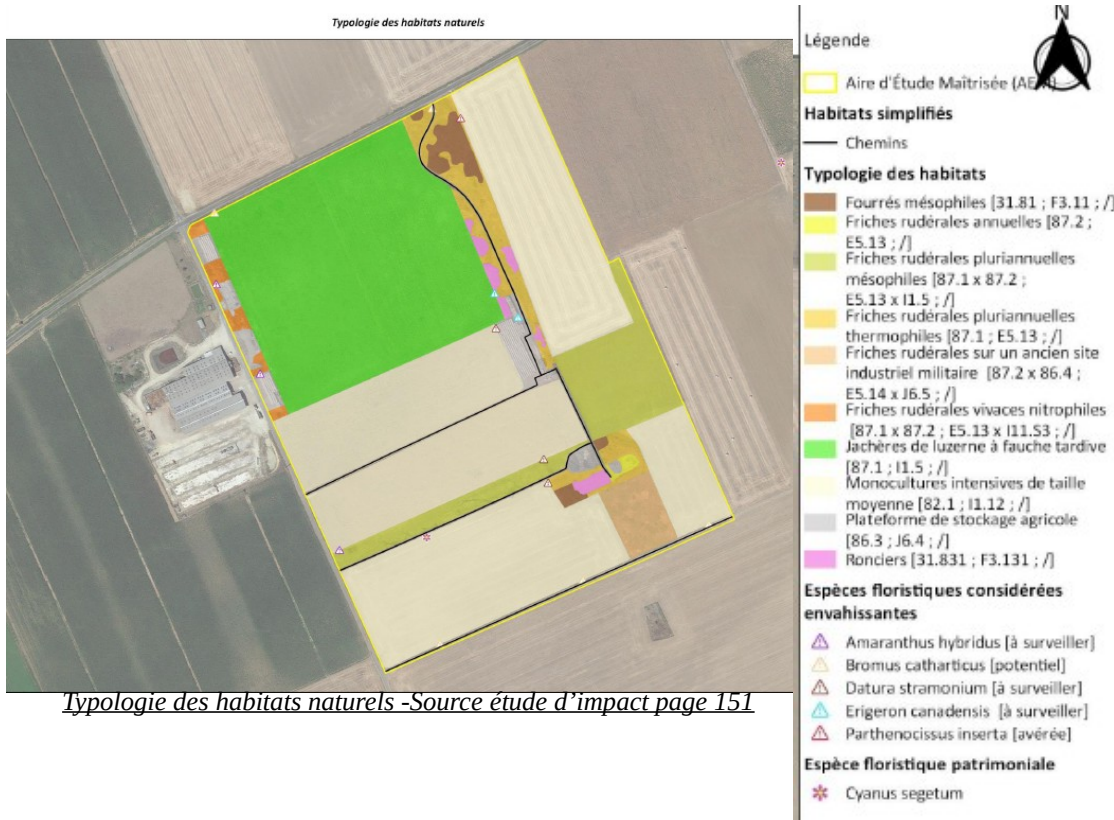 Typologie des habitats naturels
N
Légende
Aire d'Étude Maîtrisée (AE
Habitats simplifiés
Chemins
Typologie des habitats
Fourrés mésophiles [31.81 ; F3.11 ; /]
Friches rudérales annuelles [87.2 ;
E5.13 ; /]
Friches rudérales pluriannuelles
mésophiles [87.1 x 87.2 ;
E5.13 x I1.5 ; /]
Friches rudérales pluriannuelles
thermophiles [87.1 ; E5.13 ; /]
Friches rudérales sur un ancien site
industriel militaire [87.2 x 86.4 ;
E5.14 x J6.5 ; /]
Friches rudérales vivaces nitrophiles
[87.1 x 87.2 ; E5.13 x I11.S3 ; /]
Jachères de luzerne à fauche tardive
[87.1 ; I1.5 ; /]
Monocultures intensives de taille
moyenne [82.1 ; I1.12 ; /]
Plateforme de stockage agricole
[86.3 ; J6.4 ; /]
Ronciers [31.831 ; F3.131 ; /]
Espèces floristiques considérées
envahissantes
Amaranthus hybridus [à surveiller]
Bromus catharticus [potentiel]
Datura stramonium [à surveiller]
Erigeron canadensis [à surveiller]
Parthenocissus inserta [avérée]
Espèce floristique patrimoniale
Cyanus segetum
Typologie des habitats naturels -Source étude d'impact page 151